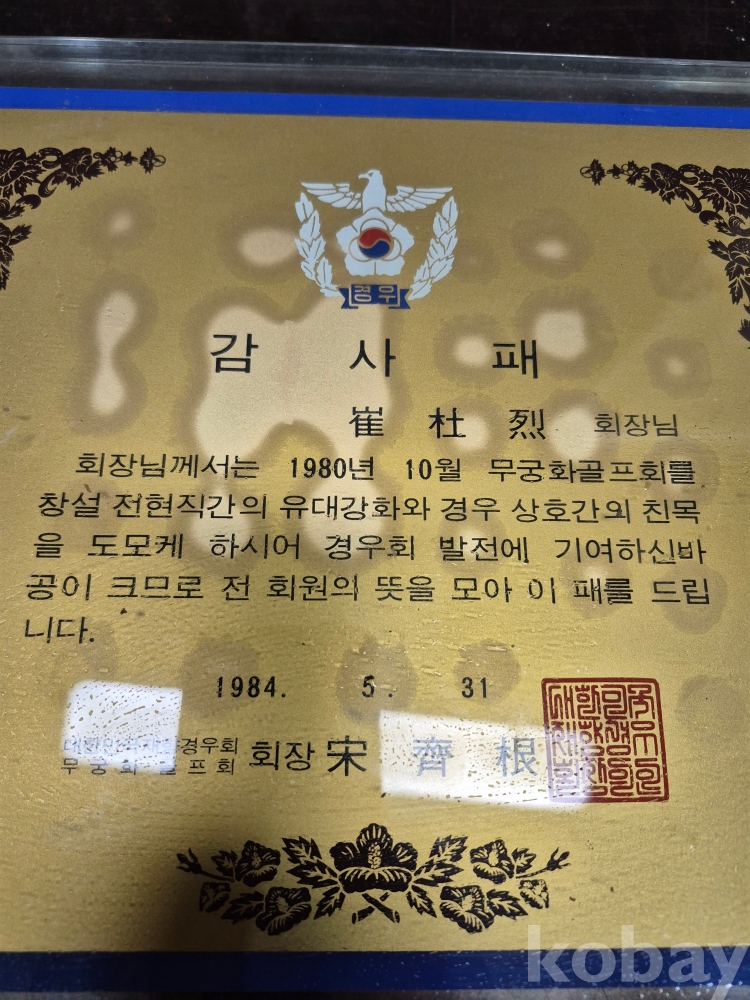 경우
감 사 패
崔 杜 烈 회장님
회장님께서는 1980년 10월 무궁화골프회를
창설 전현직간의 유대강화와 경우 상호간의 친목
을 도모케 하시어 경우회 발전에 기여하신바
공이 크므로 전 회원의 뜻을 모아 이 패를 드립
니다.
1984. 5. 31
경우회
무궁화골프회
회장 宋 齊 根
kobay